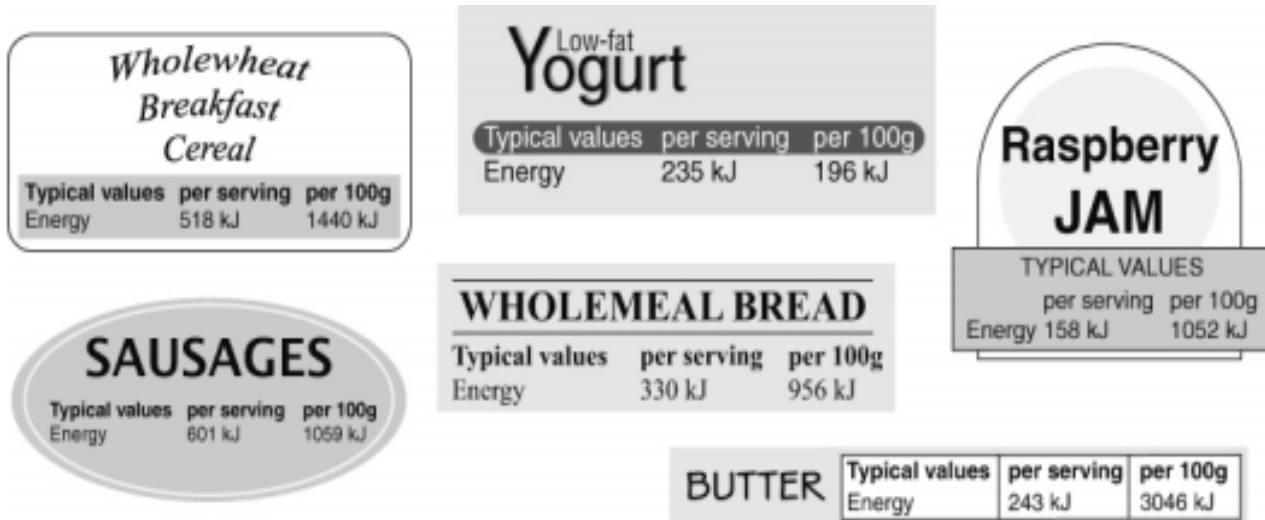 Wholewheat
Breakfast
Cereal
Typical values per serving per 100g
Energy 518 kJ 1440 kJ
Low-fat
Yogurt
Typical values per serving per 100g
Energy 235 kJ 196 kJ
Raspberry
JAM
TYPICAL VALUES
per serving per 100g
Energy 158 kJ 1052 kJ
SAUSAGES
Typical values per serving per 100g
Energy 601 kJ 1059 kJ
WHOLEMEAL BREAD
Typical values per serving per 100g
Energy 330 kJ 956 kJ
BUTTER
Typical values per serving per 100g
Energy 243 kJ 3046 kJ